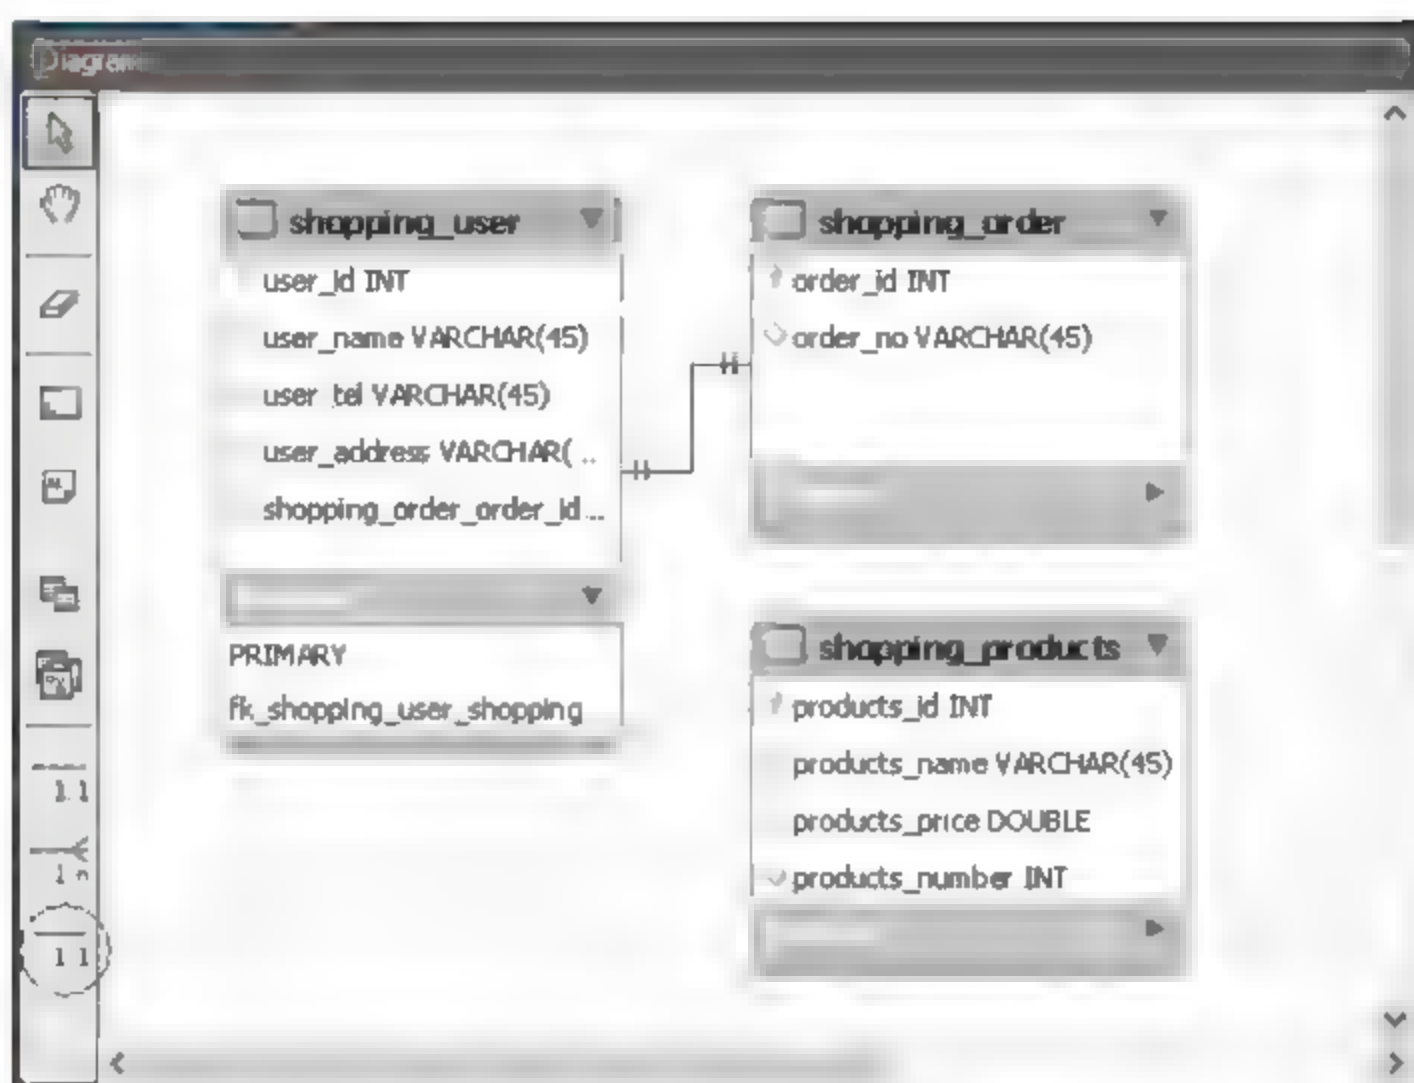 Diagram
shopping_user
user_id INT
user_name VARCHAR(45)
user_tel VARCHAR(45)
user_address VARCHAR( ...
shopping_order_order_id ...
PRIMARY
fk_shopping_user_shopping
shopping_order
order_id INT
order_no VARCHAR(45)
shopping_products
products_id INT
products_name VARCHAR(45)
products_price DOUBLE
products_number INT
1:1
1:n
1:1